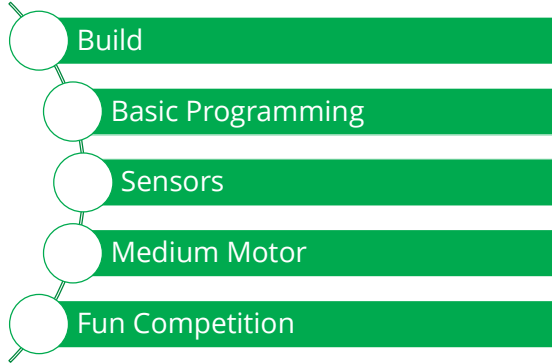 Build
Basic Programming
Sensors
Medium Motor
Fun Competition